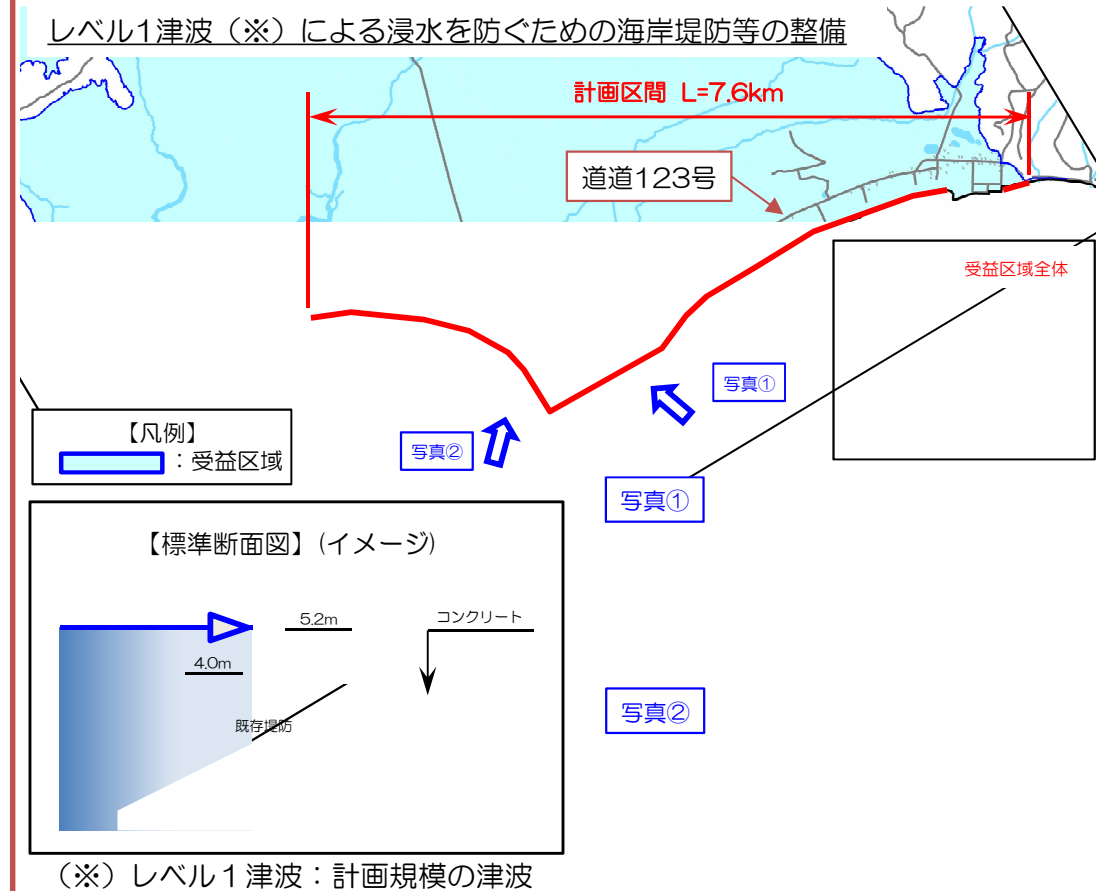 レベル1津波（※）による浸水を防ぐための海岸堤防等の整備
計画区間 L=7.6km
道道123号
受益区域全体
写真①
写真②
【凡例】
：受益区域
写真①
【標準断面図】(イメージ)
5.2m
コンクリート
4.0m
既存堤防
写真②
（※）レベル１津波：計画規模の津波